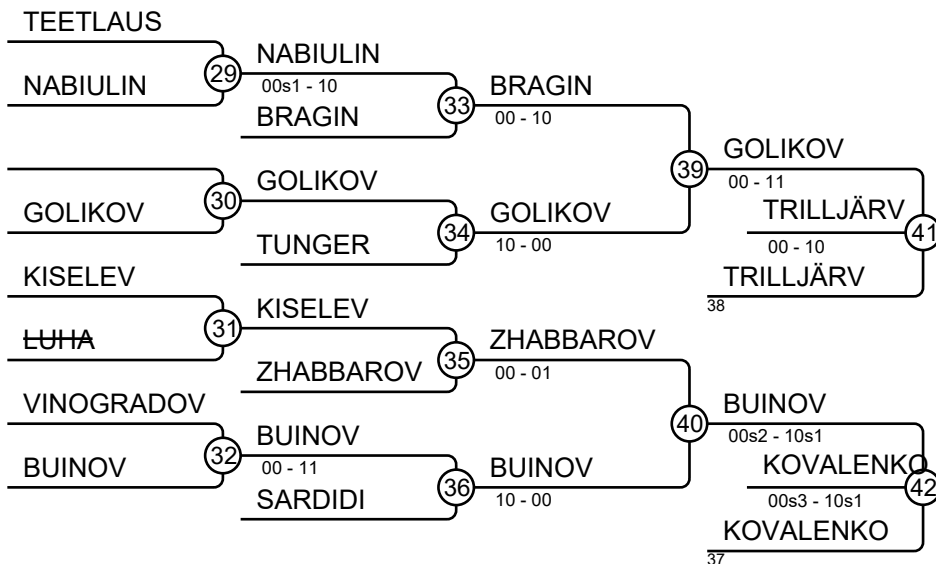 TEETLAUS
NABIULIN
29
NABIULIN
00s1 - 10
BRAGIN
33
BRAGIN
00 - 10
GOLIKOV
30
GOLIKOV
TUNGER
34
GOLIKOV
10 - 00
39
GOLIKOV
00 - 11
TRILLJÄRV
00 - 10
41
TRILLJÄRV
38
KISELEV
LUHA
31
KISELEV
ZHABBAROV
35
ZHABBAROV
00 - 01
VINOGRADOV
BUINOV
32
BUINOV
00 - 11
SARDIDI
36
BUINOV
10 - 00
40
BUINOV
00s2 - 10s1
KOVALENKO
00s3 - 10s1
42
KOVALENKO
37